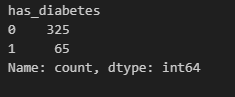 has_diabetes
0    325
1     65
Name: count, dtype: int64